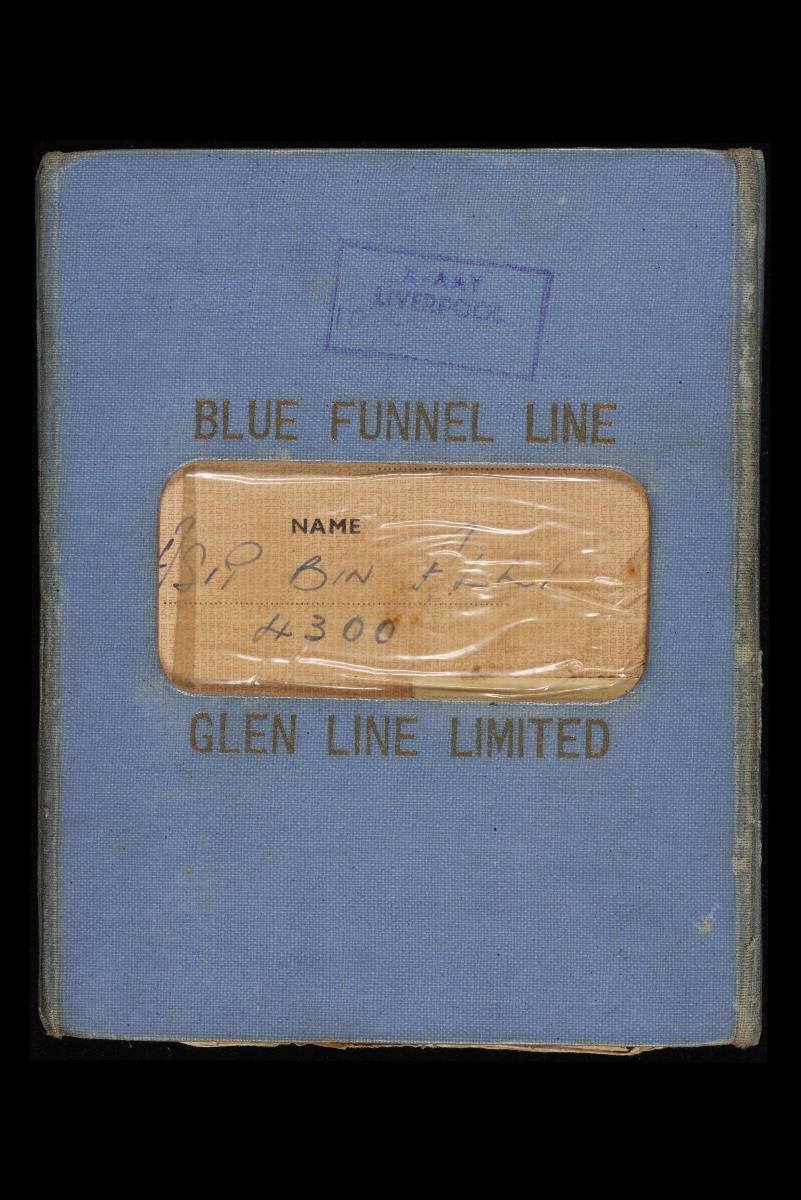 LIVERPOOL
BLUE FUNNEL LINE
NAME
BIN
4300
GLEN LINE LIMITED